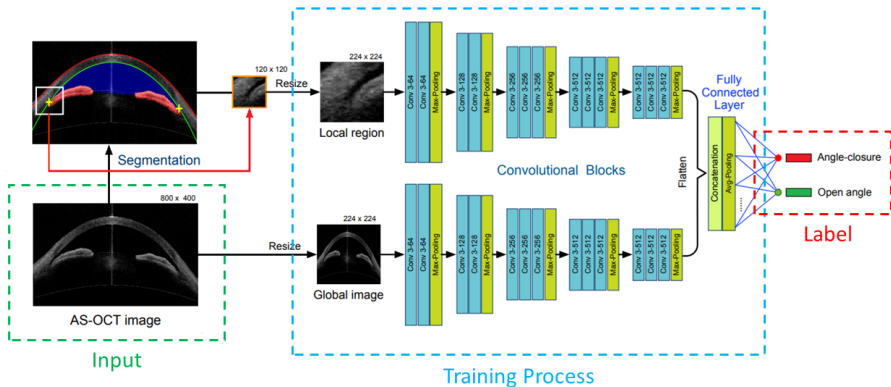 120 x 120
Resize
224 x 224
Local region
Segmentation
800 x 400
AS-OCT image
Input
Resize
224 x 224
Global image
Conv 3-64
Conv 3-64
Max-Pooling
Conv 3-128
Conv 3-128
Max-Pooling
Conv 3-256
Conv 3-256
Conv 3-256
Max-Pooling
Conv 3-512
Conv 3-512
Conv 3-512
Max-Pooling
Conv 3-512
Conv 3-512
Conv 3-512
Max-Pooling
Convolutional Blocks
Conv 3-64
Conv 3-64
Max-Pooling
Conv 3-128
Conv 3-128
Max-Pooling
Conv 3-256
Conv 3-256
Conv 3-256
Max-Pooling
Conv 3-512
Conv 3-512
Conv 3-512
Max-Pooling
Conv 3-512
Conv 3-512
Conv 3-512
Max-Pooling
Flatten
Fully
Connected
Layer
Concatenation
Avg-Pooling
......
Angle-closure
Open angle
Label
Training Process